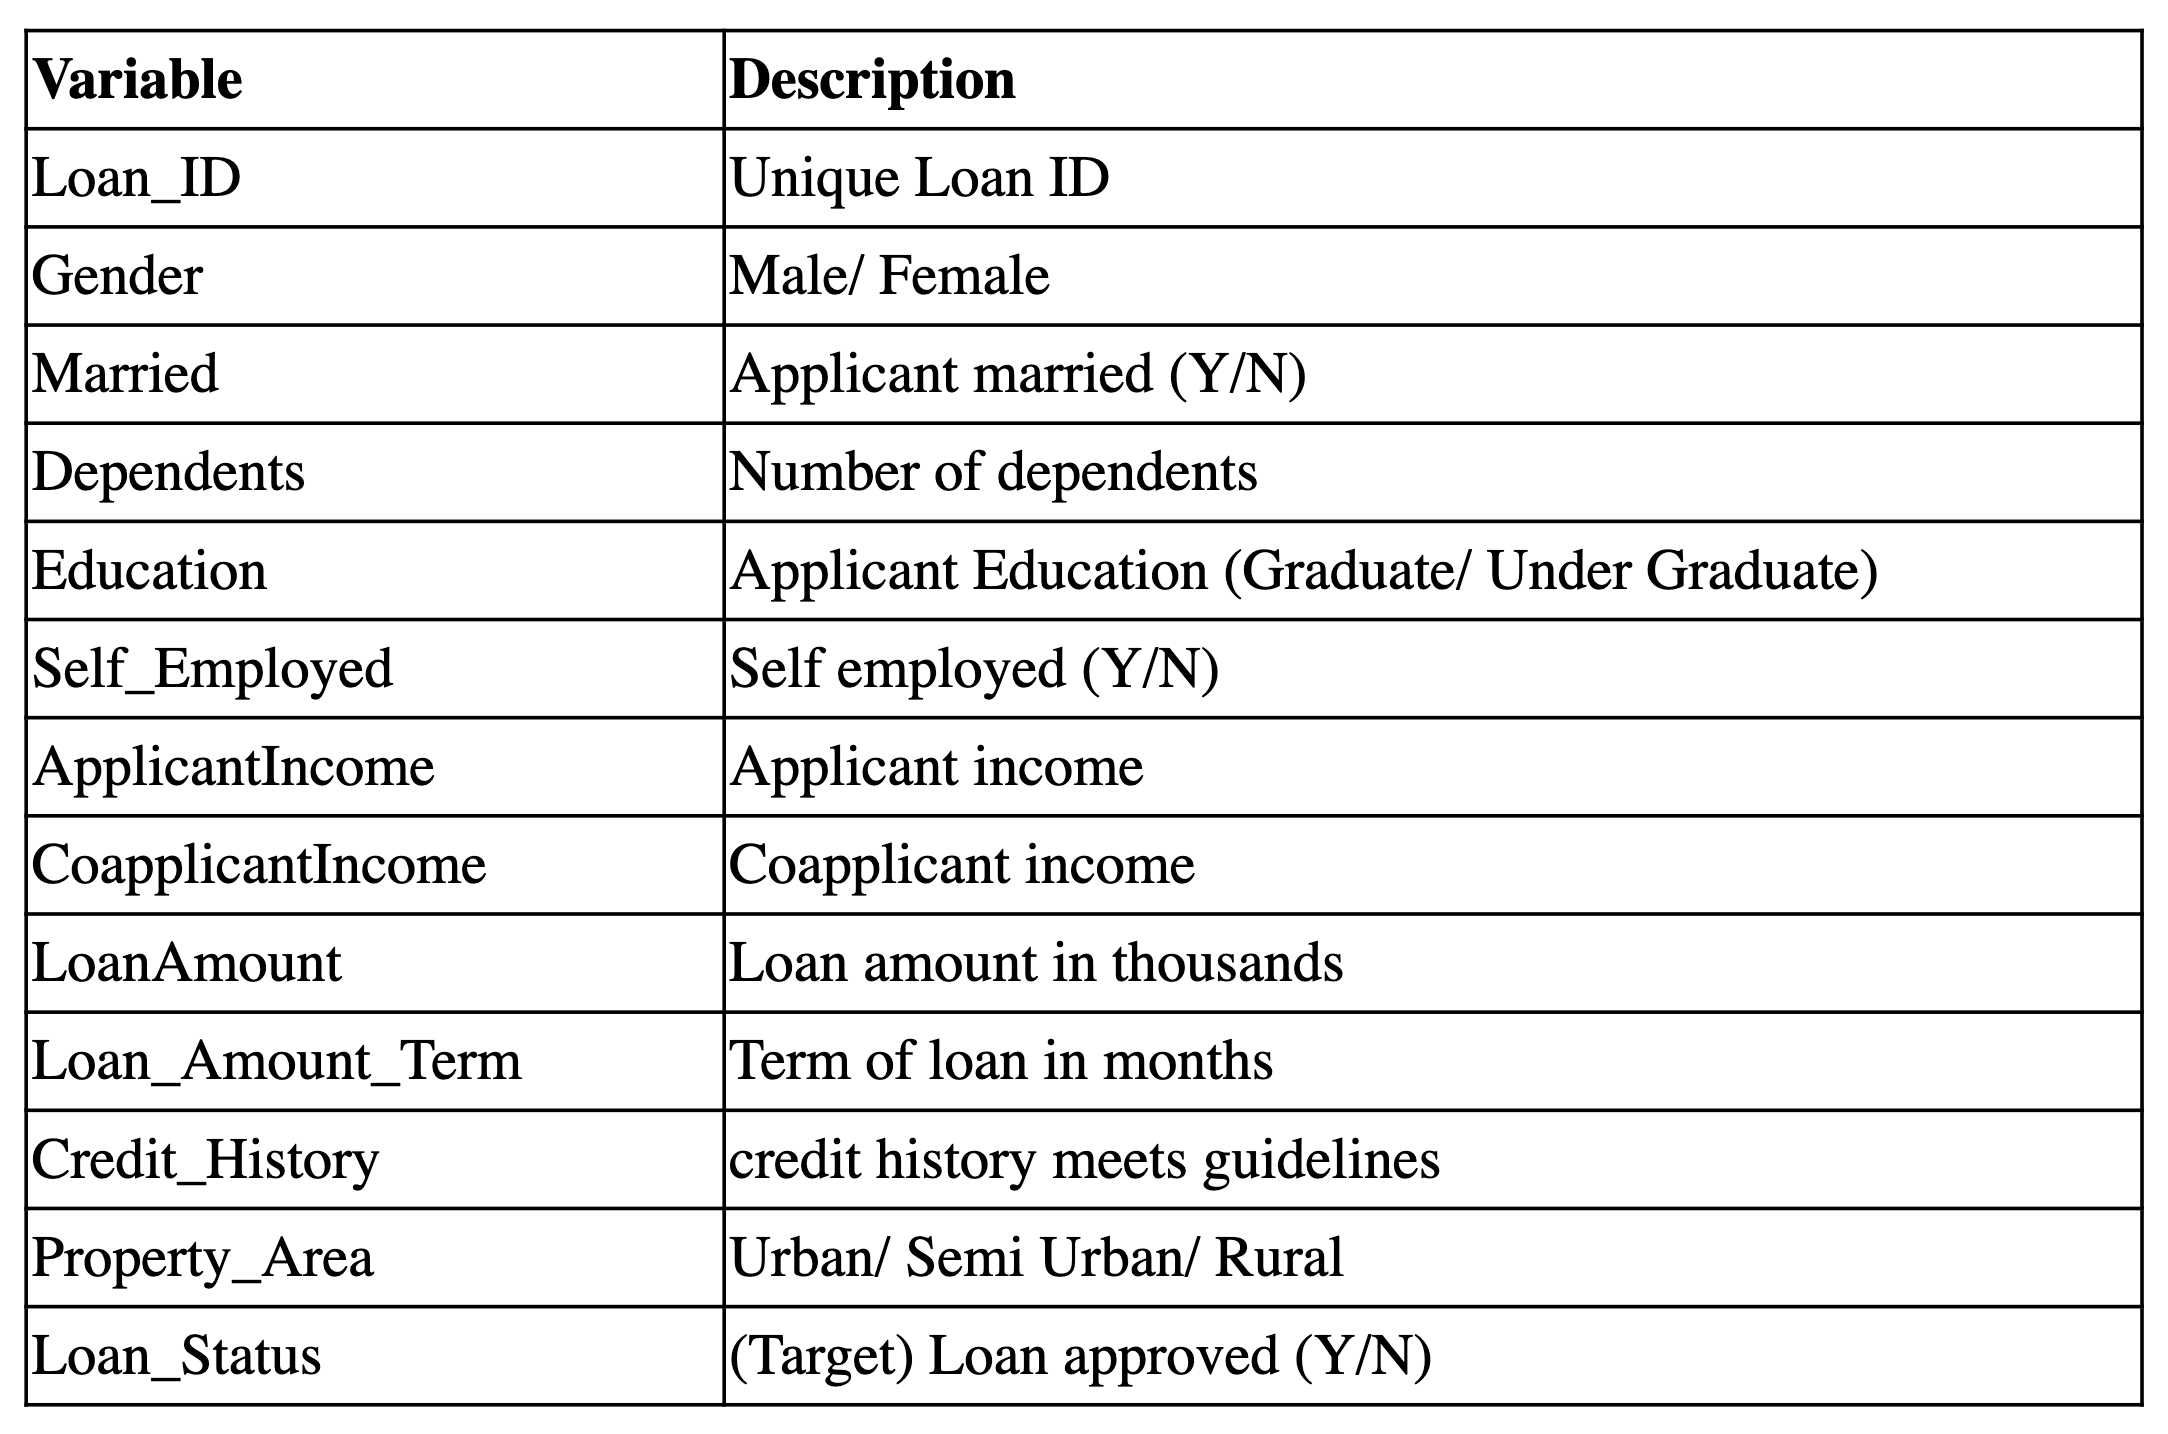 Variable Description
Loan_ID Unique Loan ID
Gender Male/ Female
Married Applicant married (Y/N)
Dependents Number of dependents
Education Applicant Education (Graduate/ Under Graduate)
Self_Employed Self employed (Y/N)
ApplicantIncome Applicant income
CoapplicantIncome Coapplicant income
LoanAmount Loan amount in thousands
Loan_Amount_Term Term of loan in months
Credit_History credit history meets guidelines
Property_Area Urban/ Semi Urban/ Rural
Loan_Status (Target) Loan approved (Y/N)